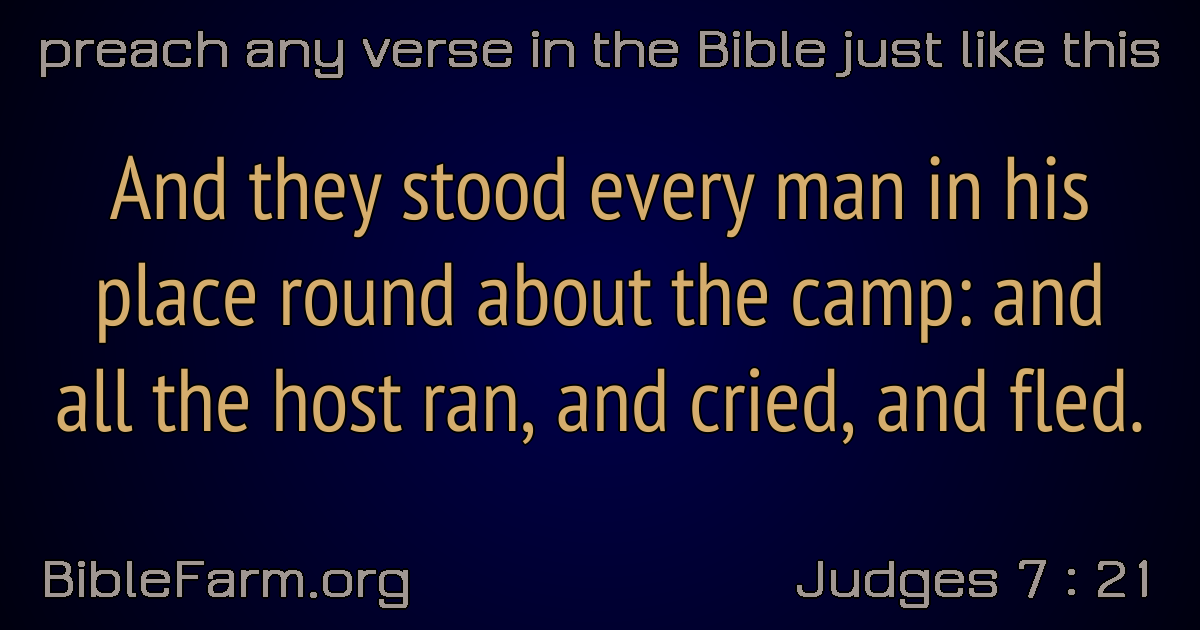 preach any verse in the Bible just like this
And they stood every man in his
place round about the camp: and
all the host ran, and cried, and fled.
BibleFarm.org
Judges 7 : 21